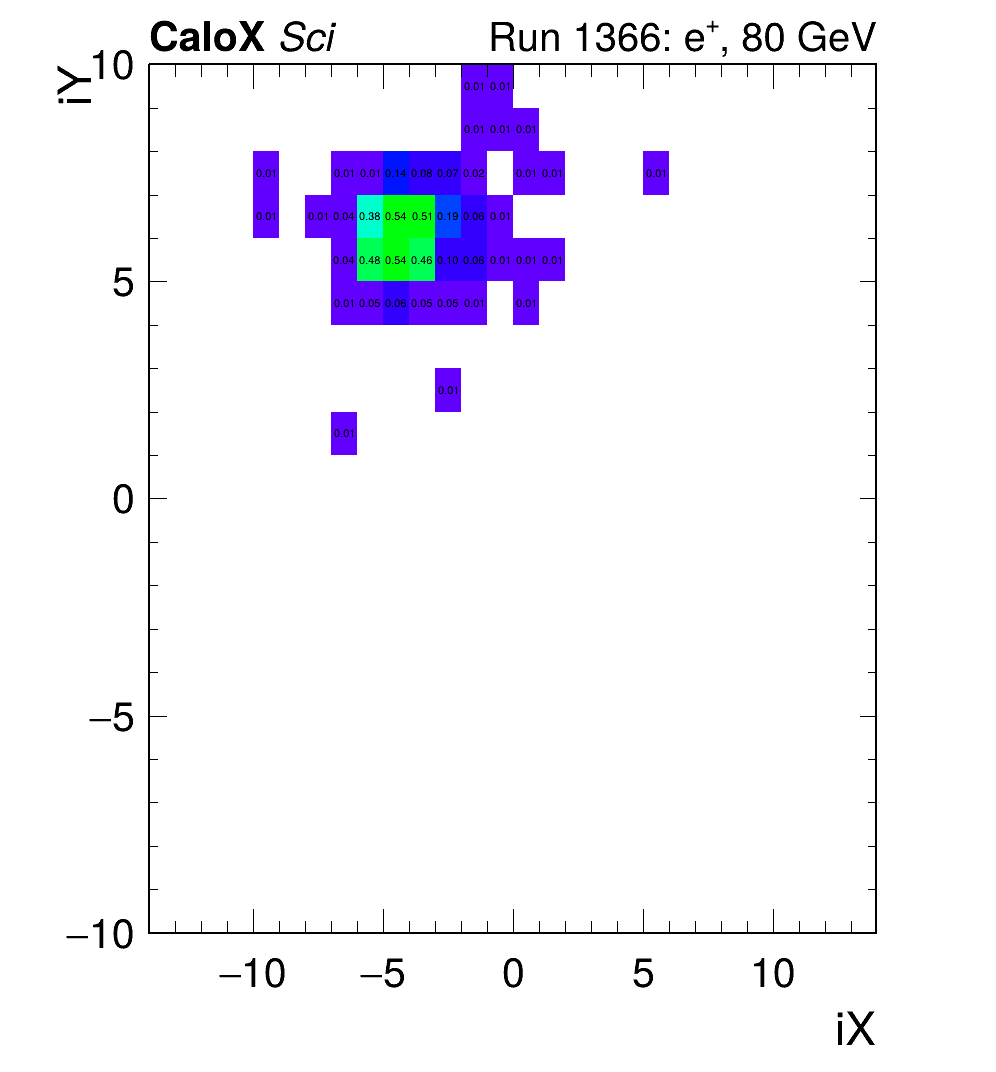 CaloX Sci Run 1366: e⁺, 80 GeV
iY
10
0.01 0.01
0.01 0.01 0.01
0.01 0.01 0.01 0.14 0.08 0.07 0.02 0.01 0.01 0.01
0.01 0.01 0.04 0.38 0.54 0.51 0.19 0.06 0.01
0.04 0.48 0.54 0.46 0.10 0.06 0.01 0.01 0.01
5
0.01 0.05 0.06 0.05 0.05 0.01 0.01
0.01
0.01
0
−5
−10
−10 −5 0 5 10
iX